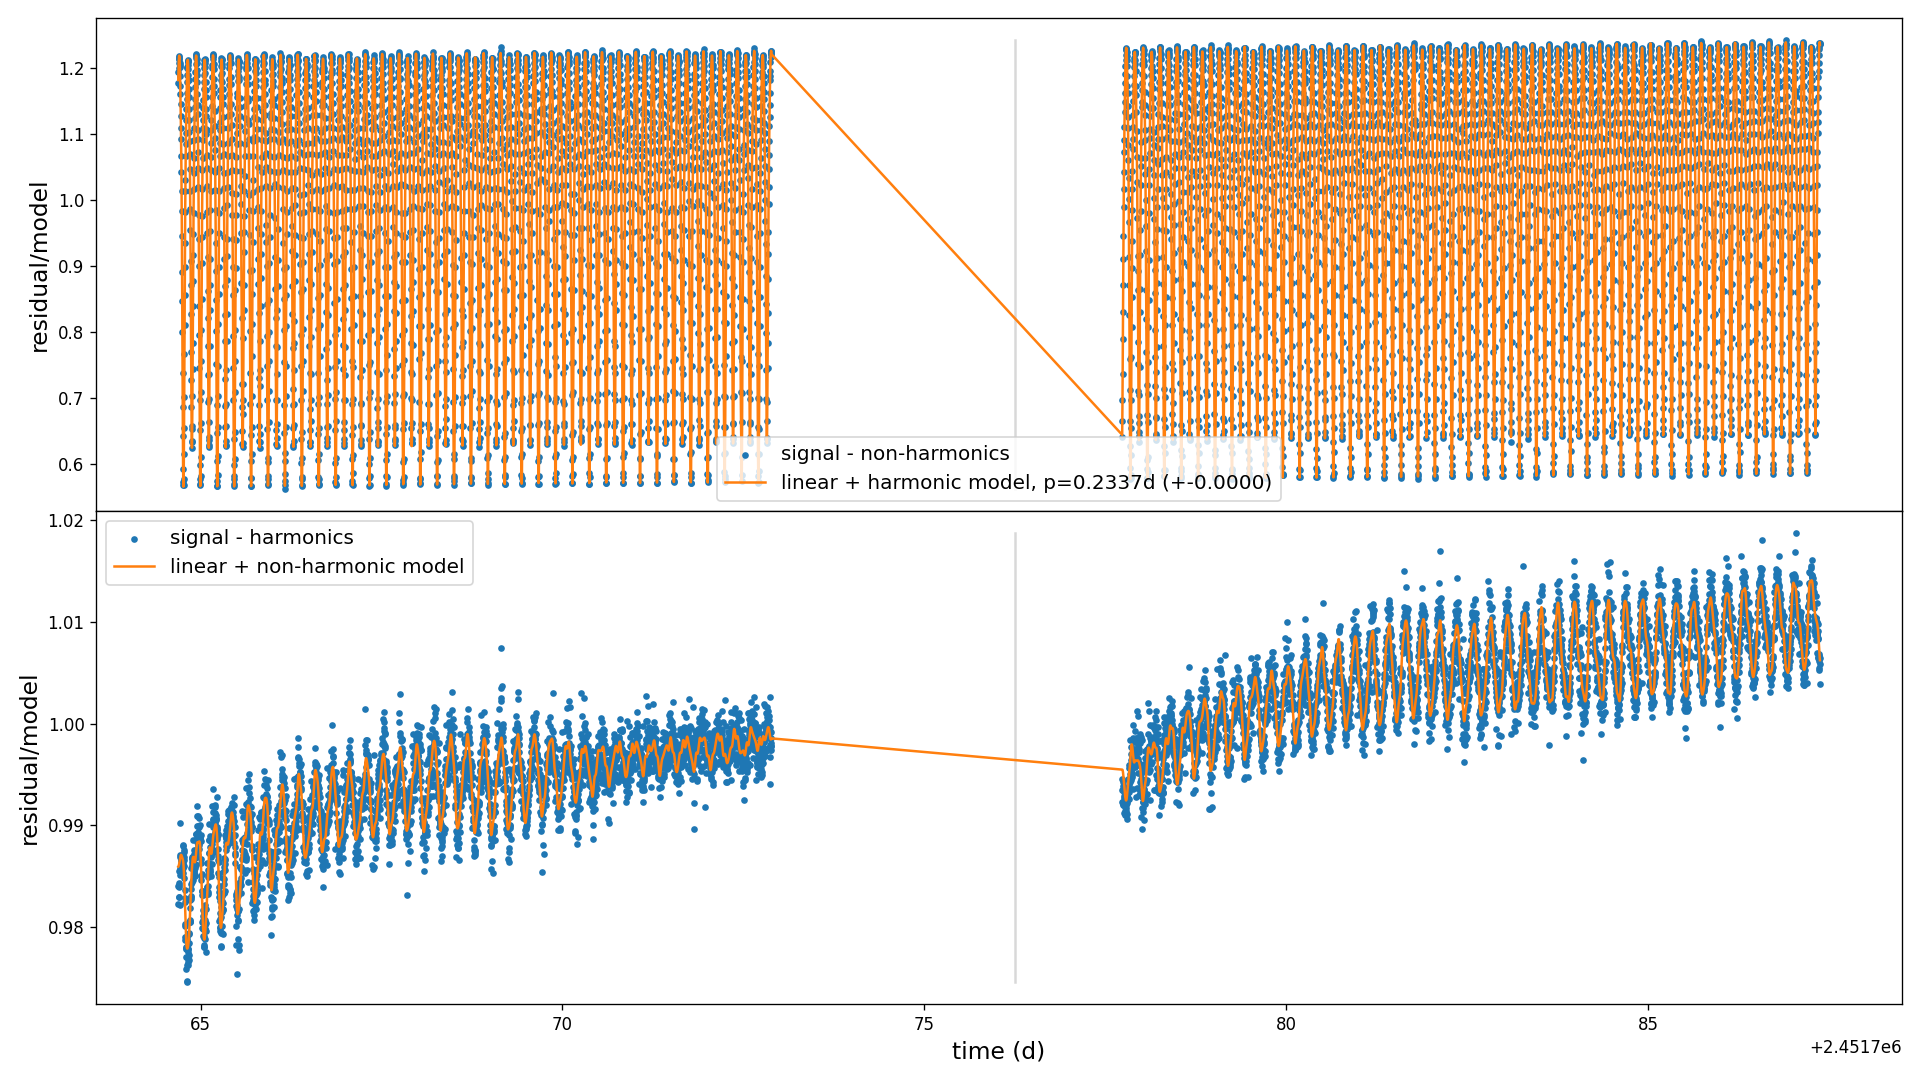 1.2
1.1
1.0
0.9
0.8
0.7
0.6
residual/model
signal - non-harmonics
linear + harmonic model, p=0.2337d (+-0.0000)
1.02
1.01
1.00
0.99
0.98
residual/model
signal - harmonics
linear + non-harmonic model
65
70
75
80
85
time (d)
+2.4517e6